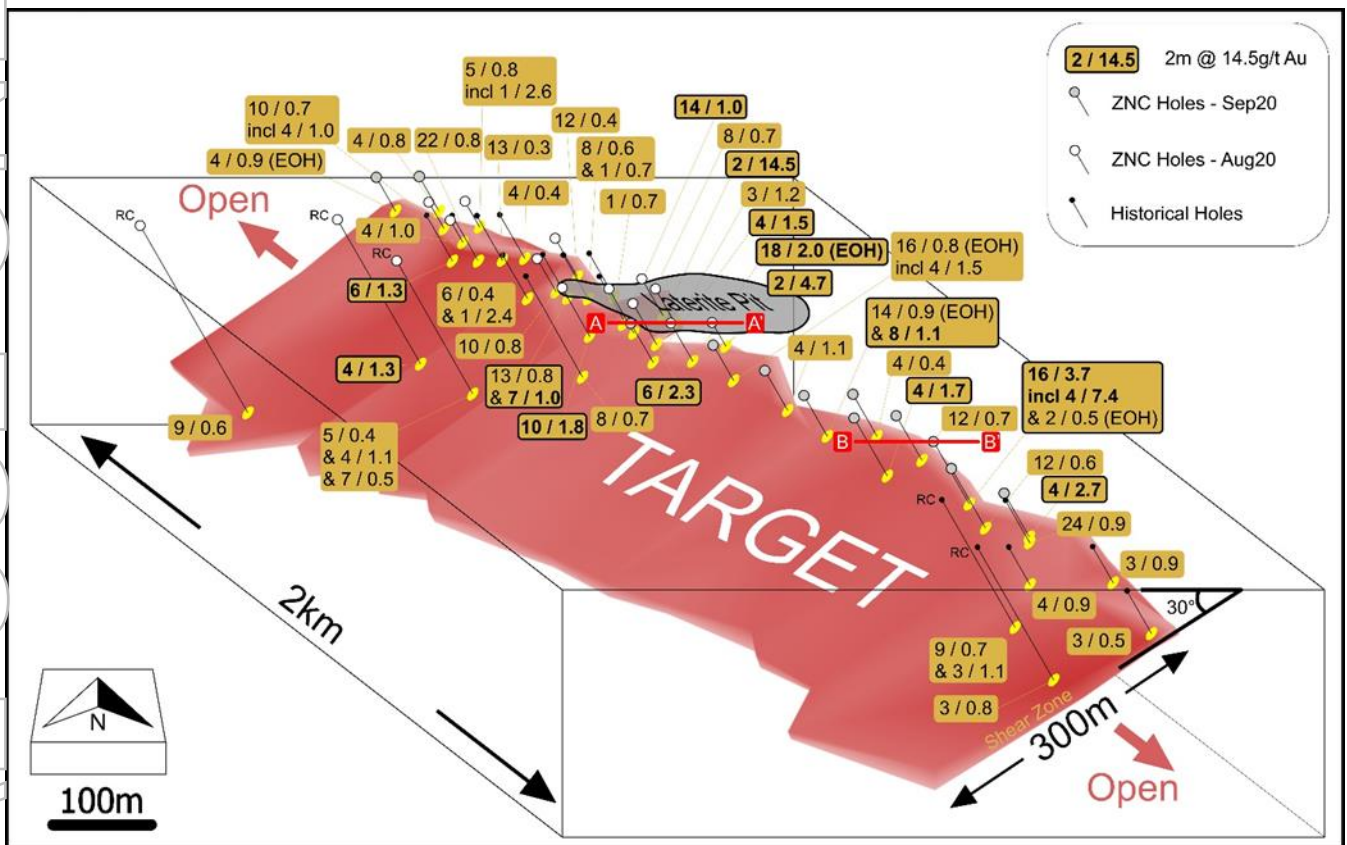 5 / 0.8
incl 1 / 2.6
10 / 0.7
incl 4 / 1.0
4 / 0.8
22 / 0.8
13 / 0.3
12 / 0.4
8 / 0.6
& 1 / 0.7
14 / 1.0
8 / 0.7
4 / 0.9 (EOH)
2 / 14.5
4 / 0.4
1 / 0.7
3 / 1.2
4 / 1.5
18 / 2.0 (EOH)
2 / 4.7
16 / 0.8 (EOH)
incl 4 / 1.5
2 / 14.5
2m @ 14.5g/t Au
ZNC Holes - Sep20
ZNC Holes - Aug20
Historical Holes
Open
RC
RC
RC
4 / 1.0
6 / 1.3
6 / 0.4
& 1 / 2.4
Laterite Pit
A
A'
14 / 0.9 (EOH)
& 8 / 1.1
4 / 1.1
10 / 0.8
4 / 1.3
13 / 0.8
& 7 / 1.0
6 / 2.3
4 / 0.4
4 / 1.7
16 / 3.7
incl 4 / 7.4
& 2 / 0.5 (EOH)
9 / 0.6
10 / 1.8
8 / 0.7
12 / 0.7
B
B'
5 / 0.4
& 4 / 1.1
& 7 / 0.5
TARGET
12 / 0.6
4 / 2.7
RC
24 / 0.9
RC
3 / 0.9
2km
4 / 0.9
30°
9 / 0.7
& 3 / 1.1
3 / 0.5
3 / 0.8
Shear Zone
300m
Open
N
100m